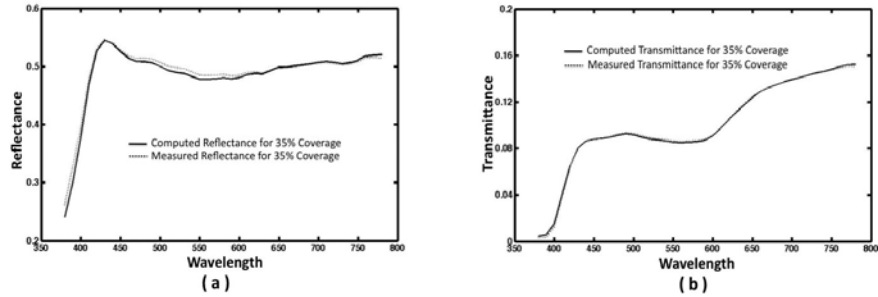 0.6
0.5
0.4
0.3
0.2
350 400 450 500 550 600 650 700 750 800
Reflectance
Wavelength
Computed Reflectance for 35% Coverage
Measured Reflectance for 35% Coverage
( a )
0.2
0.16
0.12
0.08
0.04
0
350 400 450 500 550 600 650 700 750 800
Transmittance
Wavelength
Computed Transmittance for 35% Coverage
Measured Transmittance for 35% Coverage
( b )